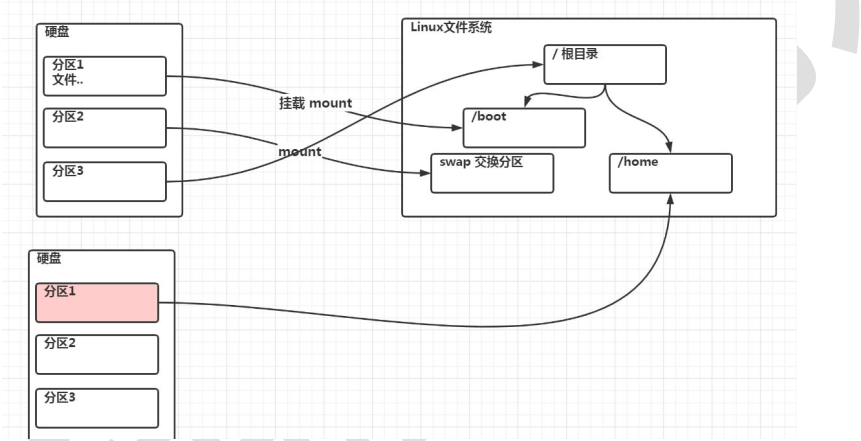 硬盘
分区1
文件..
分区2
分区3
挂载 mount
mount
Linux文件系统
/ 根目录
/boot
swap 交换分区
/home
硬盘
分区1
分区2
分区3